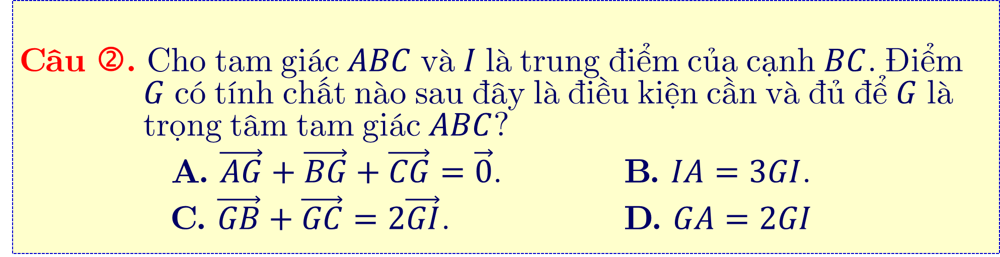 Câu ②. Cho tam giác ABC và I là trung điểm của cạnh BC. Điểm
G có tính chất nào sau đây là điều kiện cần và đủ để G là
trọng tâm tam giác ABC?
A. $\overrightarrow{AG} + \overrightarrow{BG} + \overrightarrow{CG} = \overrightarrow{0}$. B. IA = 3GI.
C. $\overrightarrow{GB} + \overrightarrow{GC} = 2\overrightarrow{GI}$. D. GA = 2GI